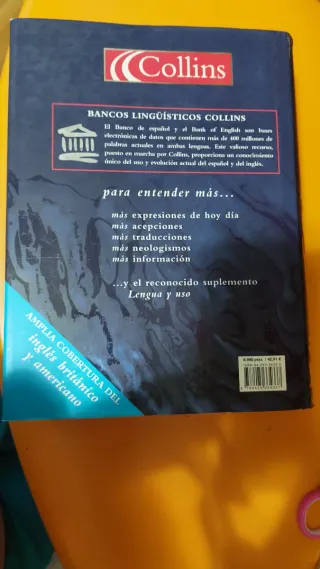 Collins
BANCOS LINGÜÍSTICOS COLLINS
El Banco de español y el Bank of English son bases
electrónicas de datos que contienen más de 400 millones de
palabras actuales en ambas lenguas. Este valioso recurso,
puesto en marcha por Collins, proporciona un conocimiento
único del uso y evolución actual del español y del inglés.
para entender más...
más expresiones de hoy día
más acepciones
más traducciones
más neologismos
más información
...y el reconocido suplemento
Lengua y uso
AMPLIA COBERTURA DEL
inglés británico
y americano